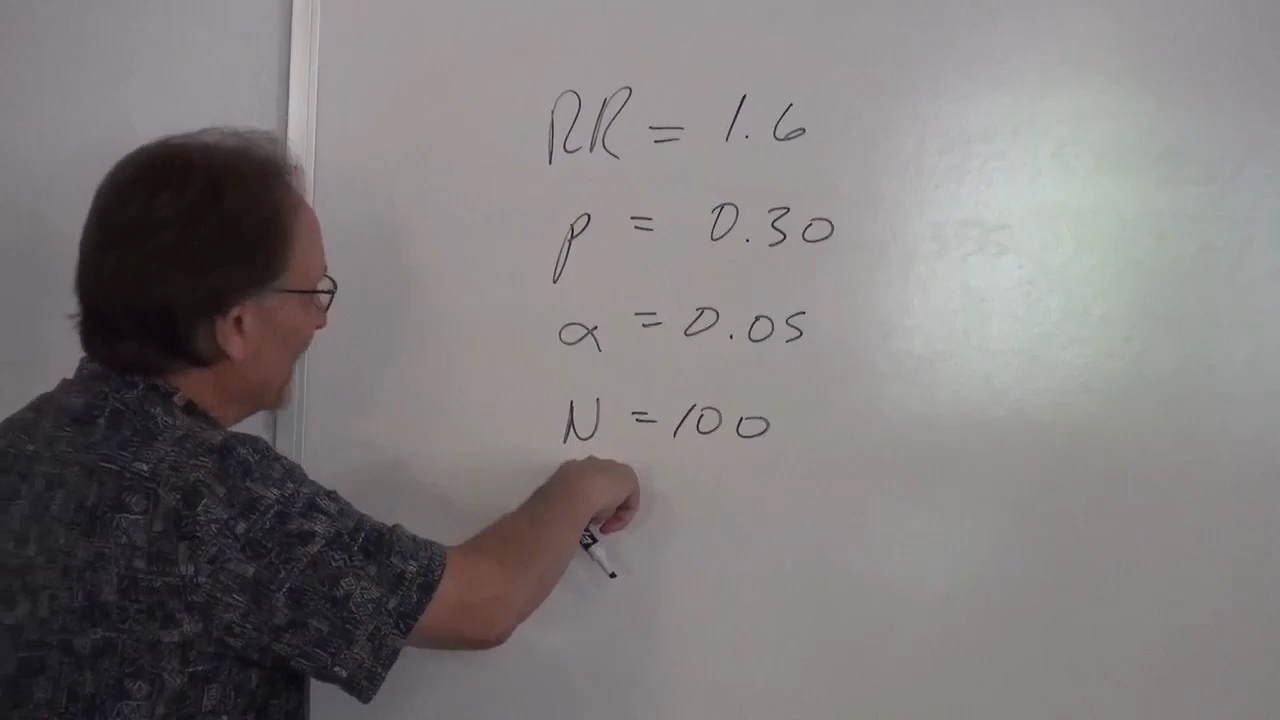 RR = 1.6
p = 0.30
α = 0.05
N = 100